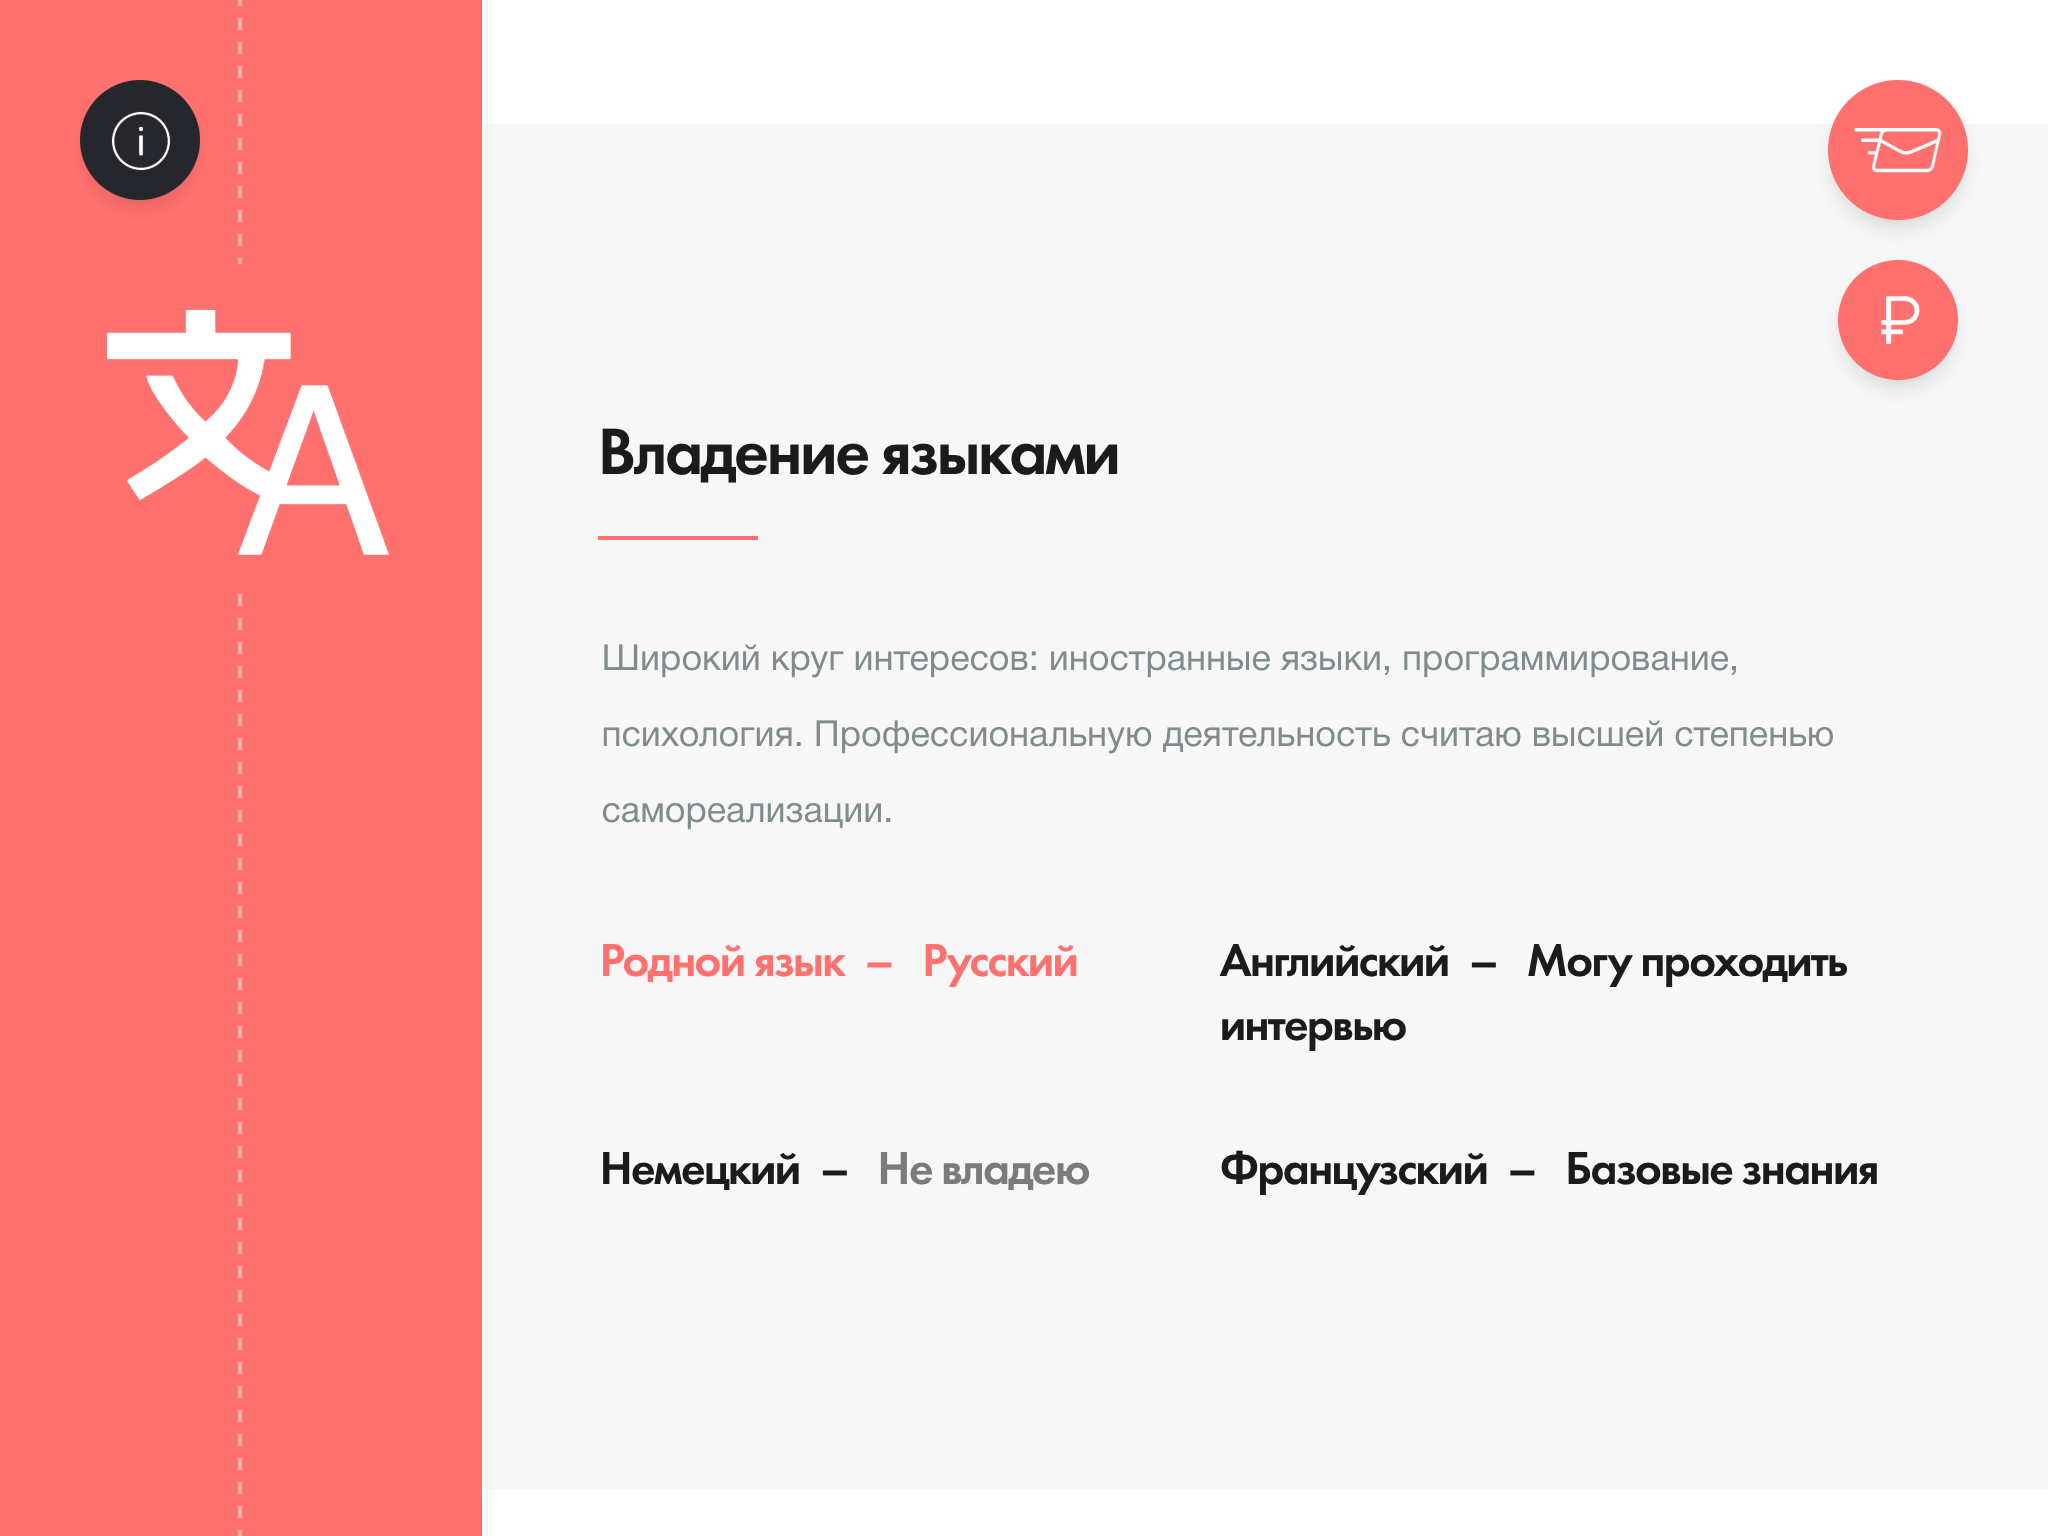 i
文A
₽
Владение языками
Широкий круг интересов: иностранные языки, программирование,
психология. Профессиональную деятельность считаю высшей степенью
самореализации.
Родной язык – Русский
Английский – Могу проходить
интервью
Немецкий – Не владею
Французский – Базовые знания